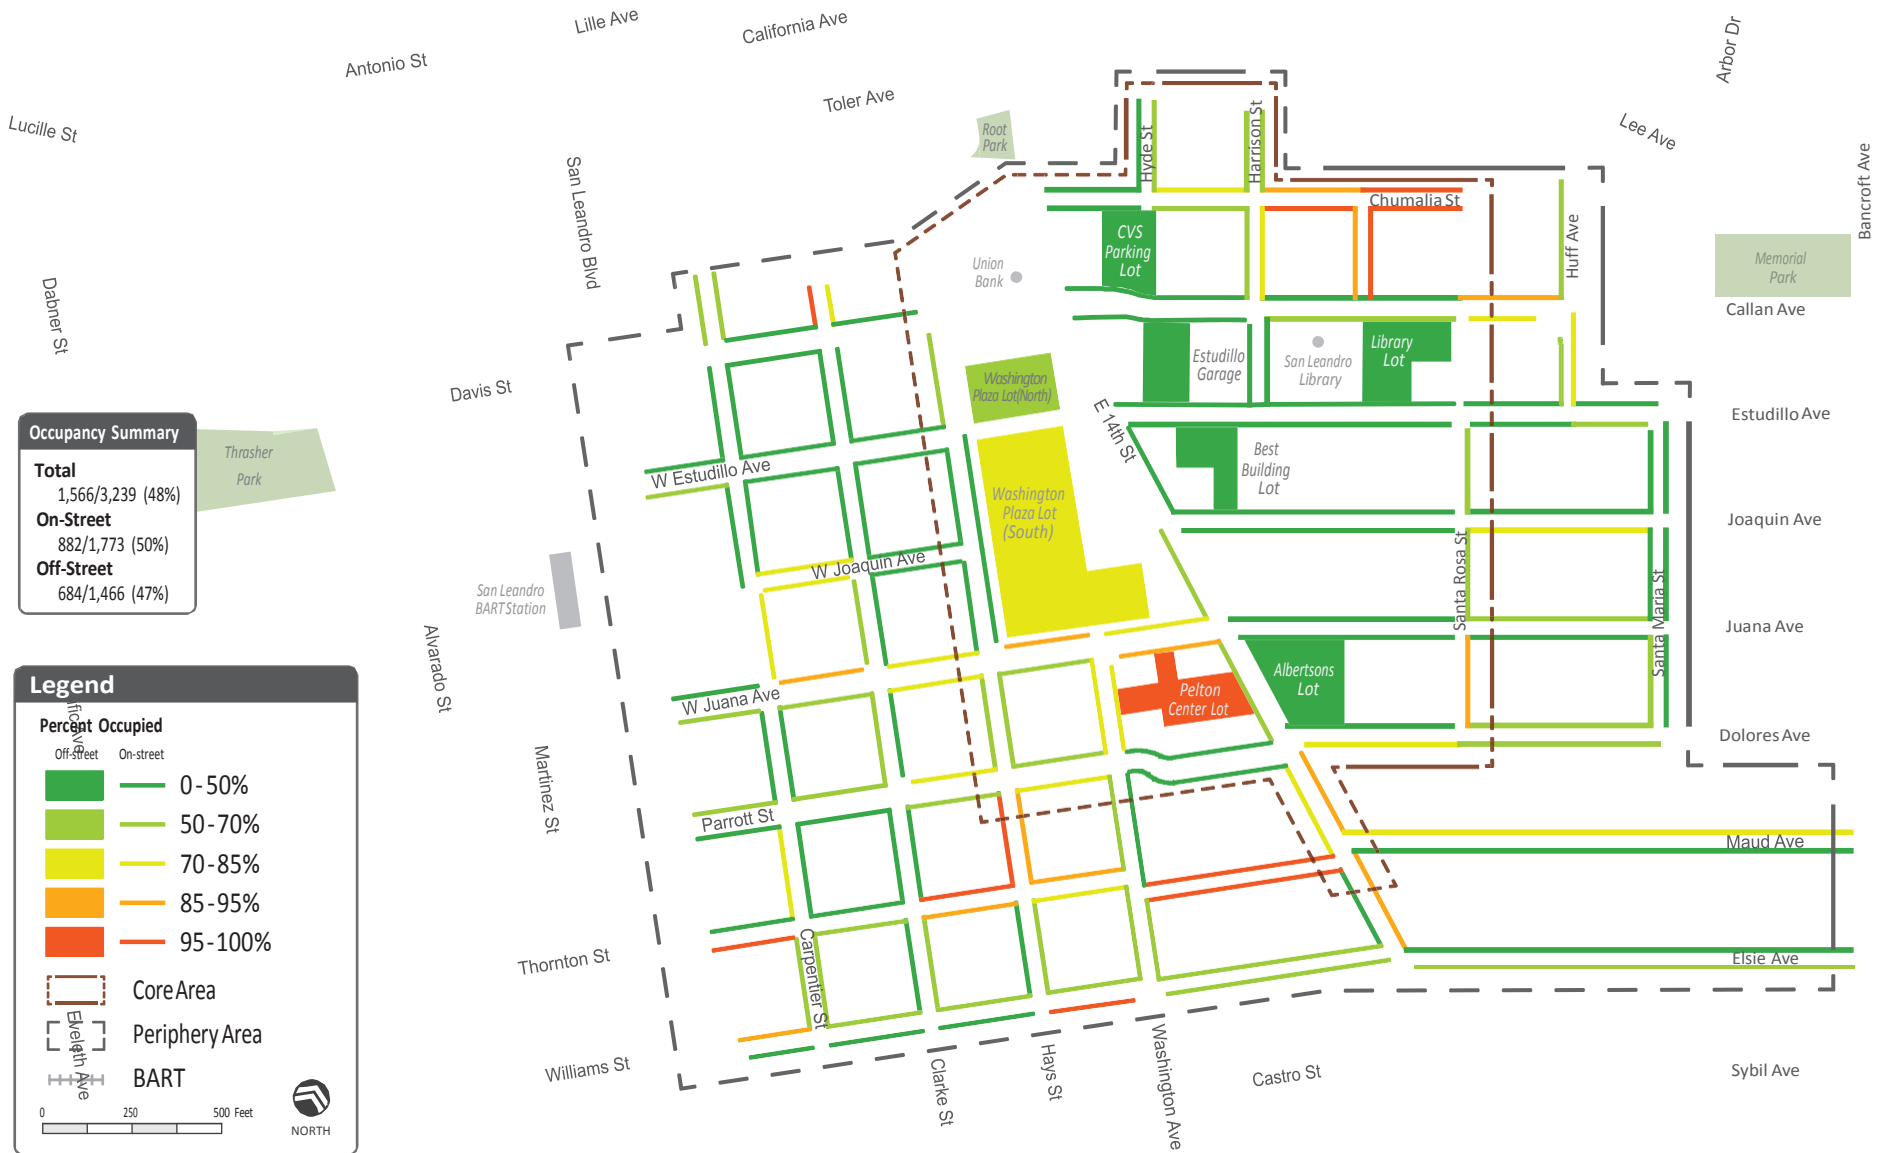 Lille Ave
California Ave
Antonio St
Toler Ave
Arbor Dr
Lucille St
Lee Ave
Root
Park
Hyde St
Harrison St
San Leandro Blvd
Chumalia St
Bancroft Ave
Huff Ave
CVS
Parking
Lot
Union
Bank
Memorial
Park
Callan Ave
Dabner St
Davis St
Estudillo
Garage
San Leandro
Library
Library
Lot
Washington
Plaza Lot(North)
E 14th St
Estudillo Ave
Occupancy Summary
Total
1,566/3,239 (48%)
On-Street
882/1,773 (50%)
Off-Street
684/1,466 (47%)
Thrasher
Park
W Estudillo Ave
Best
Building
Lot
Washington
Plaza Lot
(South)
Joaquin Ave
W Joaquin Ave
San Leandro
BART Station
Santa Rosa St
Santa Maria St
Juana Ave
Alvarado St
W Juana Ave
Pelton
Center Lot
Albertsons
Lot
Dolores Ave
Martinez St
Parrott St
Maud Ave
Thornton St
Carpentier St
Elsie Ave
Williams St
Clarke St
Hays St
Washington Ave
Castro St
Sybil Ave
Legend
Percent Occupied
Off-street
On-street
0-50%
50-70%
70-85%
85-95%
95-100%
Core Area
Periphery Area
BART
Eveleth Ave
0
250
500 Feet
NORTH